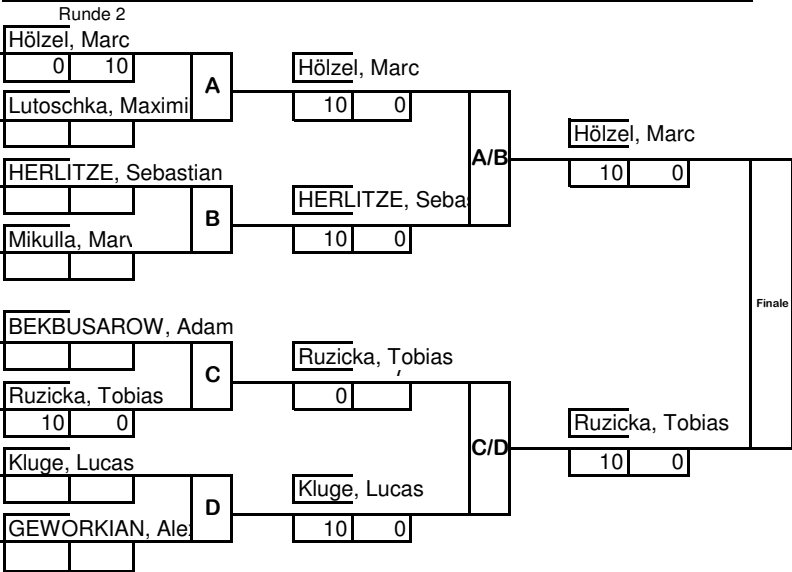 Runde 2
Hölzel, Marc
0 10
A
Lutoschka, Maximi
HERLITZE, Sebastian
B
Mikulla, Marv
BEKBUSAROW, Adam
C
Ruzicka, Tobias
10 0
Kluge, Lucas
D
GEWORKIAN, Ale
Hölzel, Marc
10 0
A/B
HERLITZE, Seba
10 0
Ruzicka, Tobias
0
C/D
Kluge, Lucas
10 0
Hölzel, Marc
10 0
Finale
Ruzicka, Tobias
10 0